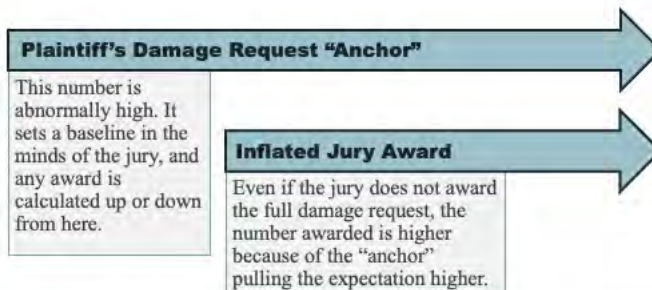 Plaintiff’s Damage Request “Anchor”
This number is
abnormally high. It
sets a baseline in the
minds of the jury, and
any award is
calculated up or down
from here.
Inflated Jury Award
Even if the jury does not award
the full damage request, the
number awarded is higher
because of the “anchor”
pulling the expectation higher.